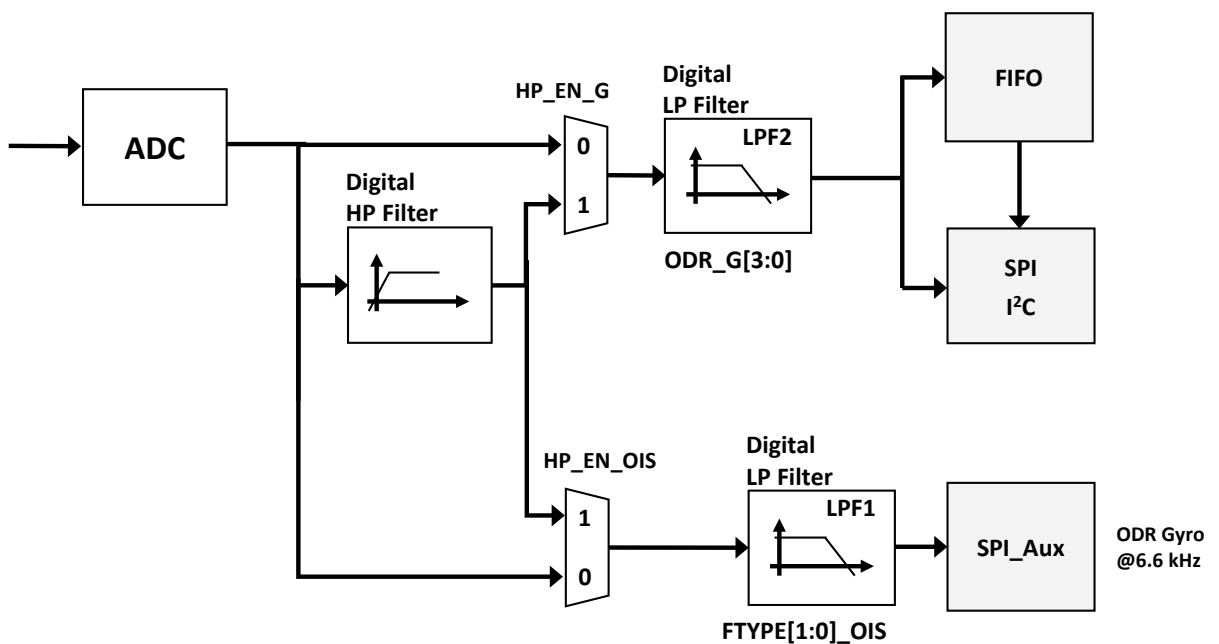 ADC
Digital
HP Filter
HP_EN_G
0
1
Digital
LP Filter
LPF2
ODR_G[3:0]
FIFO
SPI
I²C
HP_EN_OIS
1
0
Digital
LP Filter
LPF1
FTYPE[1:0]_OIS
SPI_Aux
ODR Gyro
@6.6 kHz